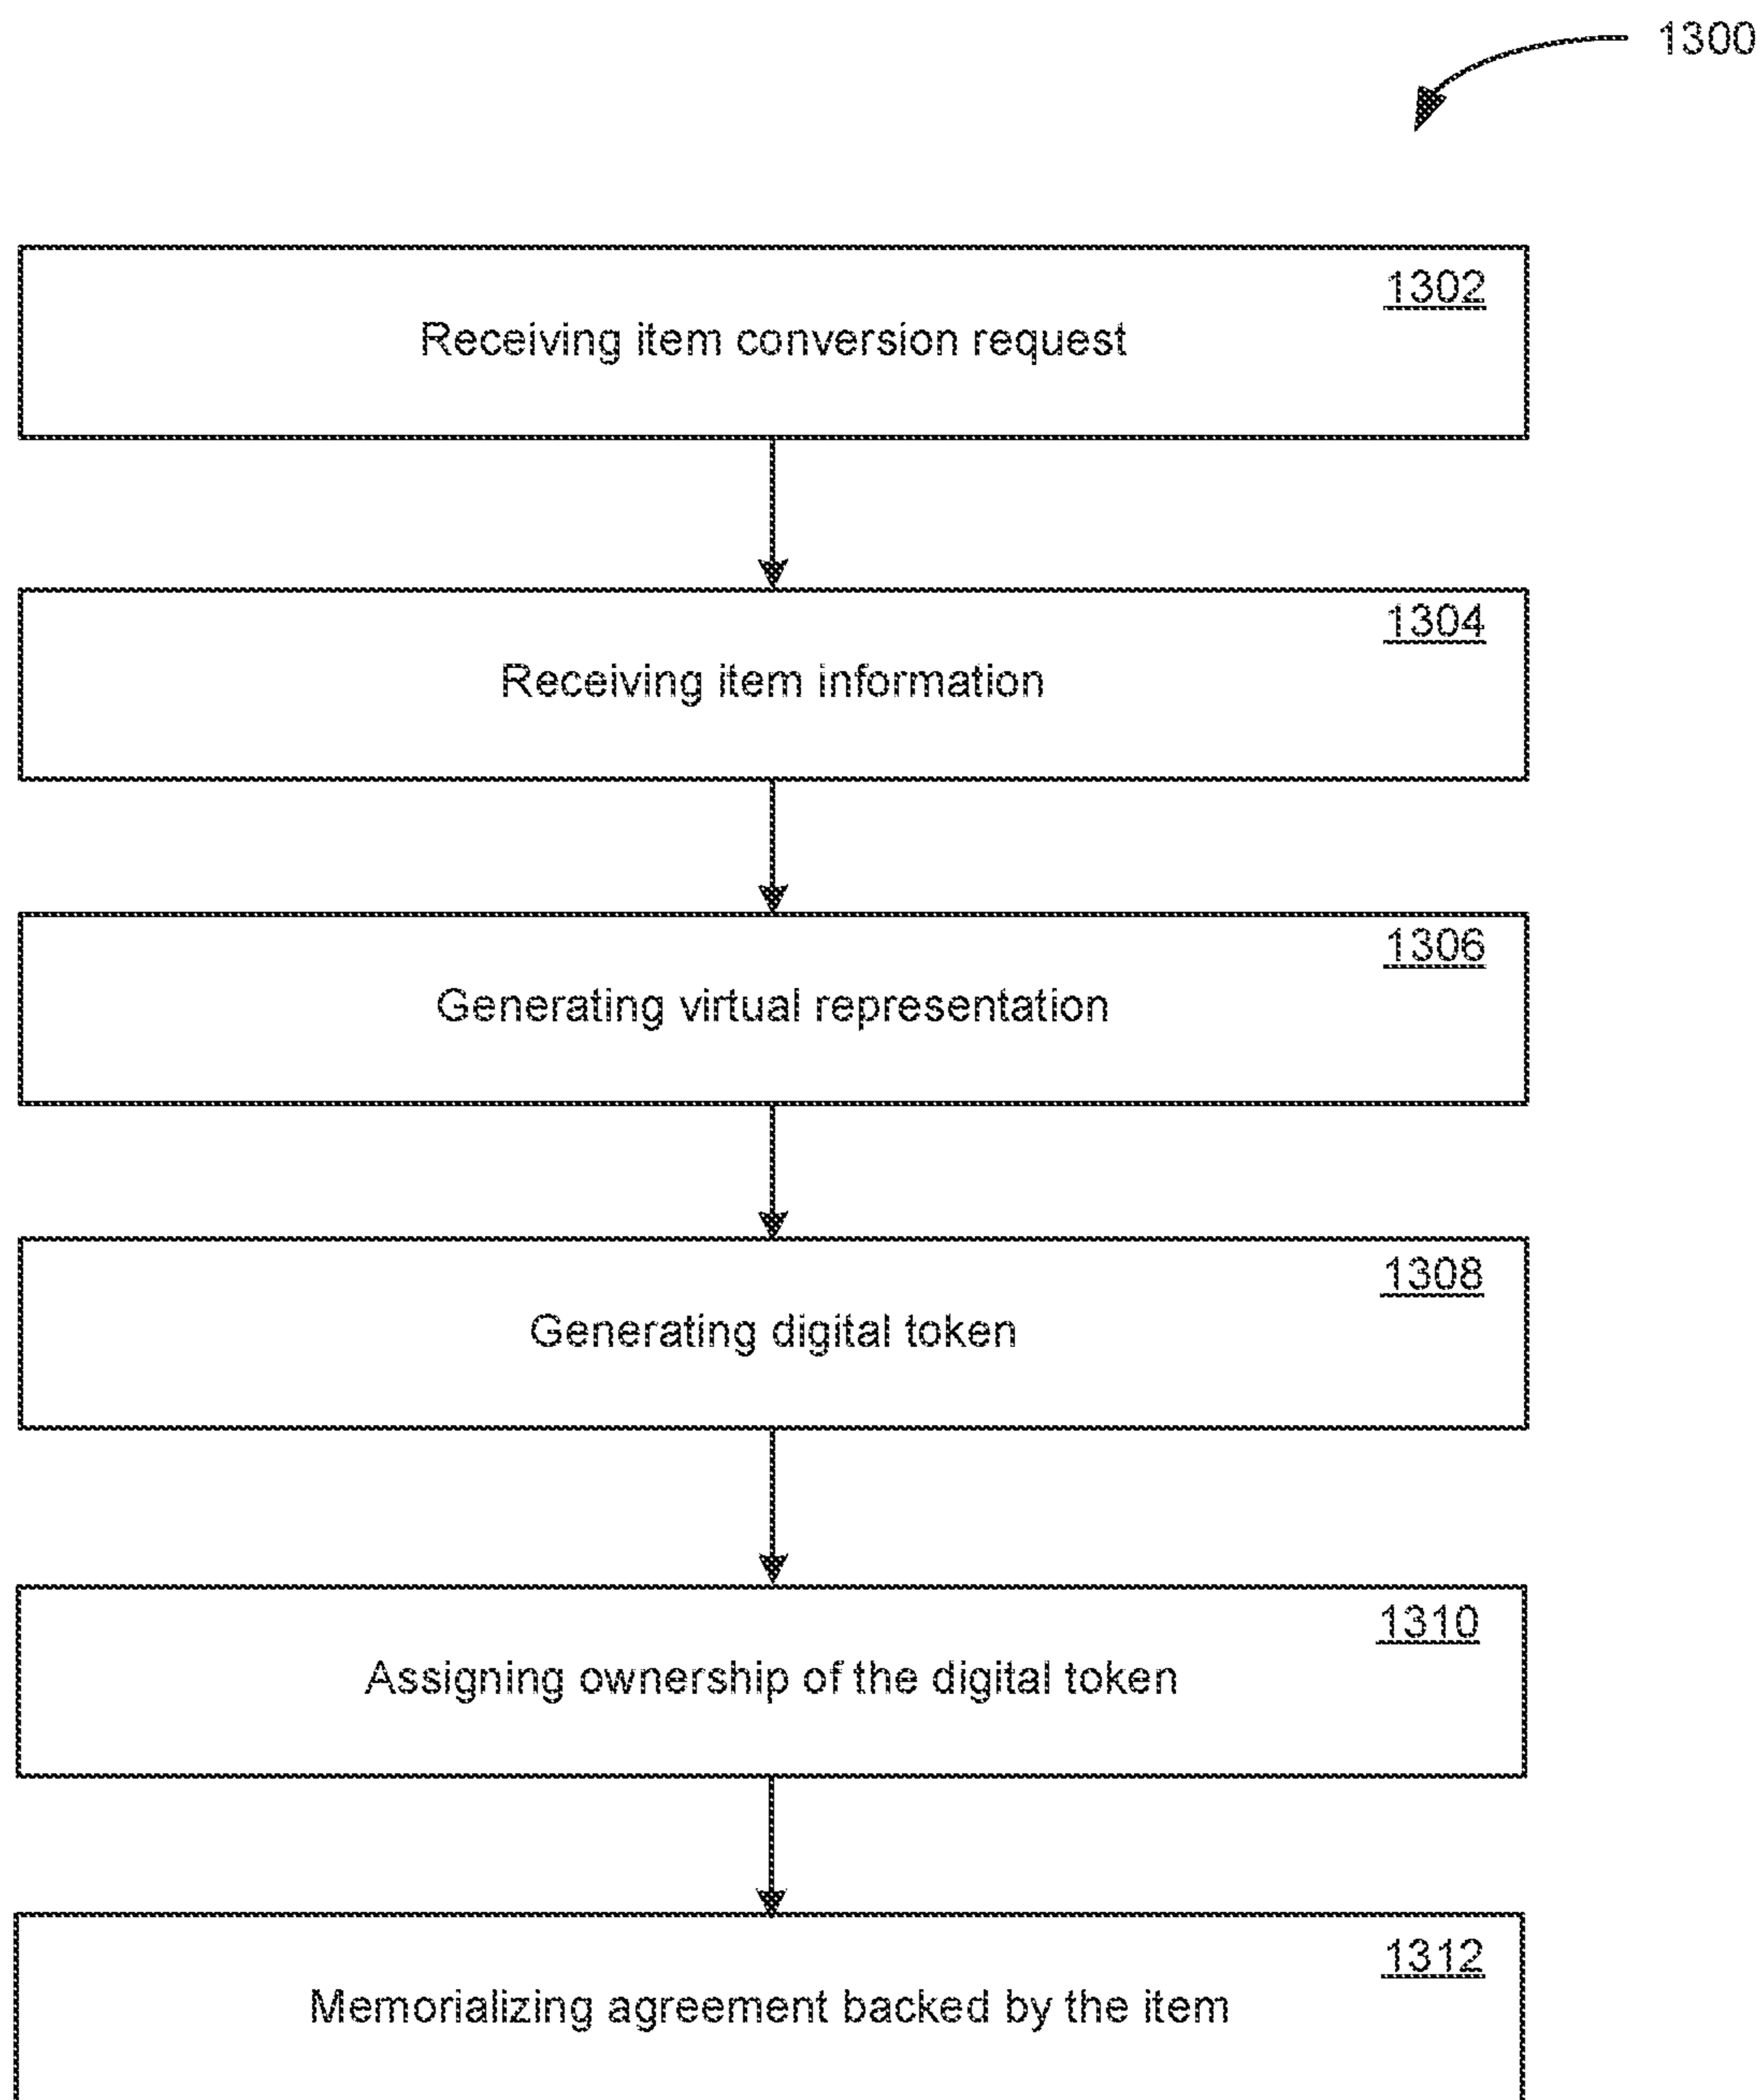 1300
1302
Receiving item conversion request
1304
Receiving item information
1306
Generating virtual representation
1308
Generating digital token
1310
Assigning ownership of the digital token
1312
Memorializing agreement backed by the item